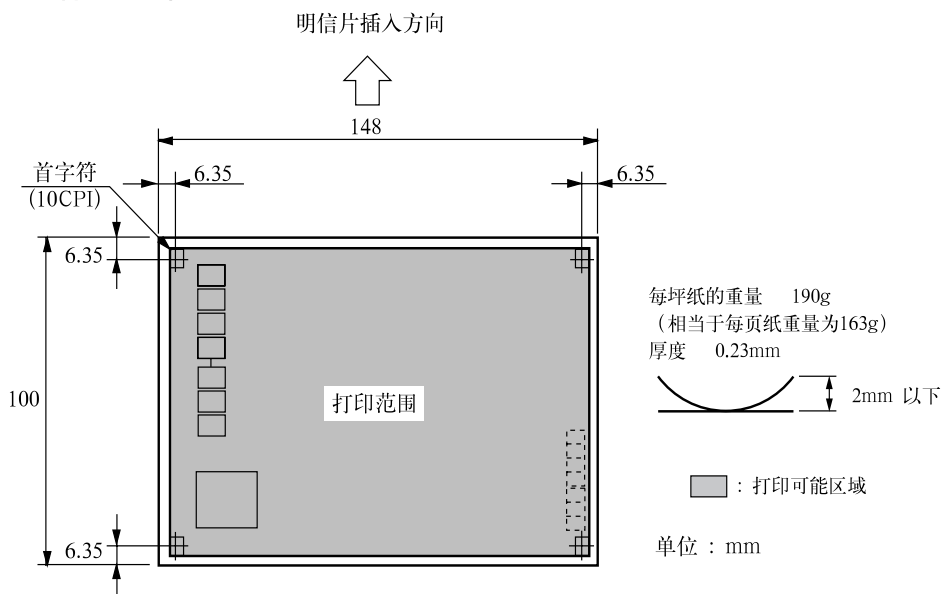 明信片插入方向
148
首字符
(10CPI)
6.35
6.35
6.35
100
打印范围
6.35
每坪纸的重量 190g
(相当于每页纸重量为163g)
厚度 0.23mm
2mm 以下
：打印可能区域
单位：mm